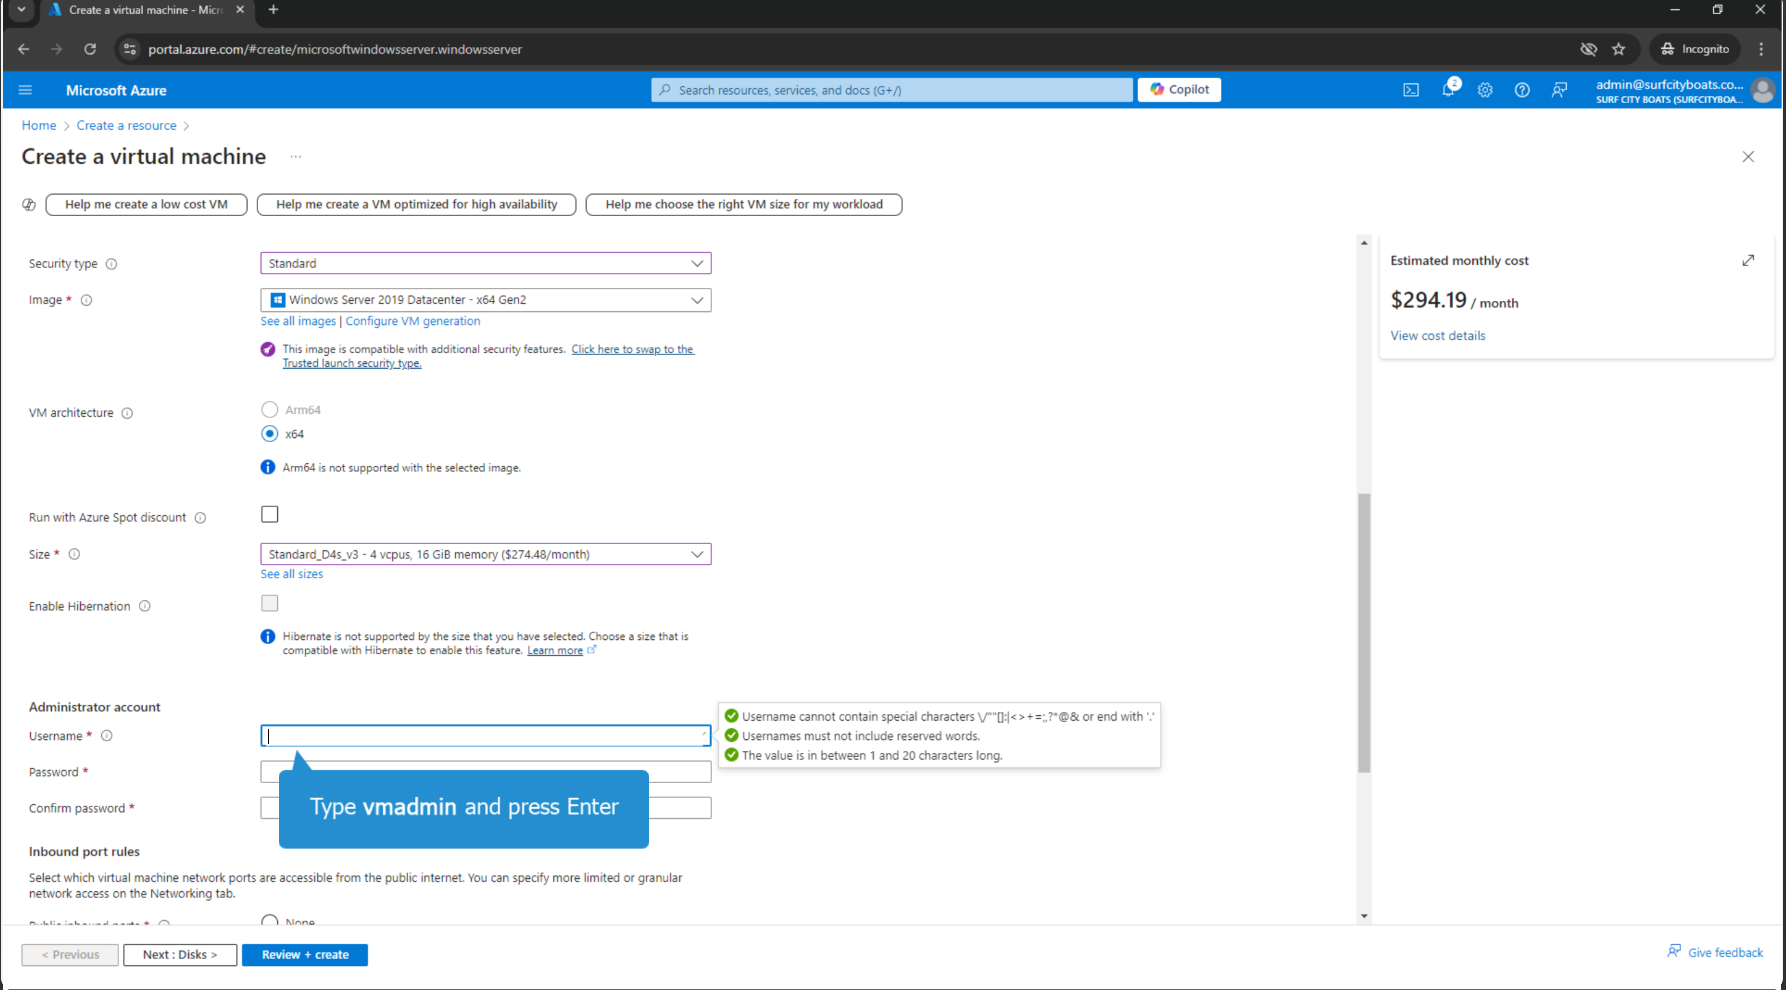 Create a virtual machine - Micr
portal.azure.com/#create/microsoftwindowsserver.windowsserver
Incognito
Microsoft Azure
Search resources, services, and docs (G+/)
Copilot
2
admin@surfcityboats.co...
SURF CITY BOATS (SURFCITYBOA...
Home > Create a resource >
Create a virtual machine ...
Help me create a low cost VM
Help me create a VM optimized for high availability
Help me choose the right VM size for my workload
Security type
Standard
Image *
Windows Server 2019 Datacenter - x64 Gen2
See all images | Configure VM generation
This image is compatible with additional security features. Click here to swap to the
Trusted launch security type.
VM architecture
Arm64
x64
Arm64 is not supported with the selected image.
Run with Azure Spot discount
Size *
Standard_D4s_v3 - 4 vcpus, 16 GiB memory ($274.48/month)
See all sizes
Enable Hibernation
Hibernate is not supported by the size that you have selected. Choose a size that is
compatible with Hibernate to enable this feature. Learn more
Administrator account
Username *
Username cannot contain special characters \/""[]:|<>+=;,?*@& or end with '.'
Usernames must not include reserved words.
The value is in between 1 and 20 characters long.
Password *
Confirm password *
Type vmadmin and press Enter
Inbound port rules
Select which virtual machine network ports are accessible from the public internet. You can specify more limited or granular
network access on the Networking tab.
Public inbound ports *
None
Estimated monthly cost
$294.19 / month
View cost details
< Previous
Next : Disks >
Review + create
Give feedback